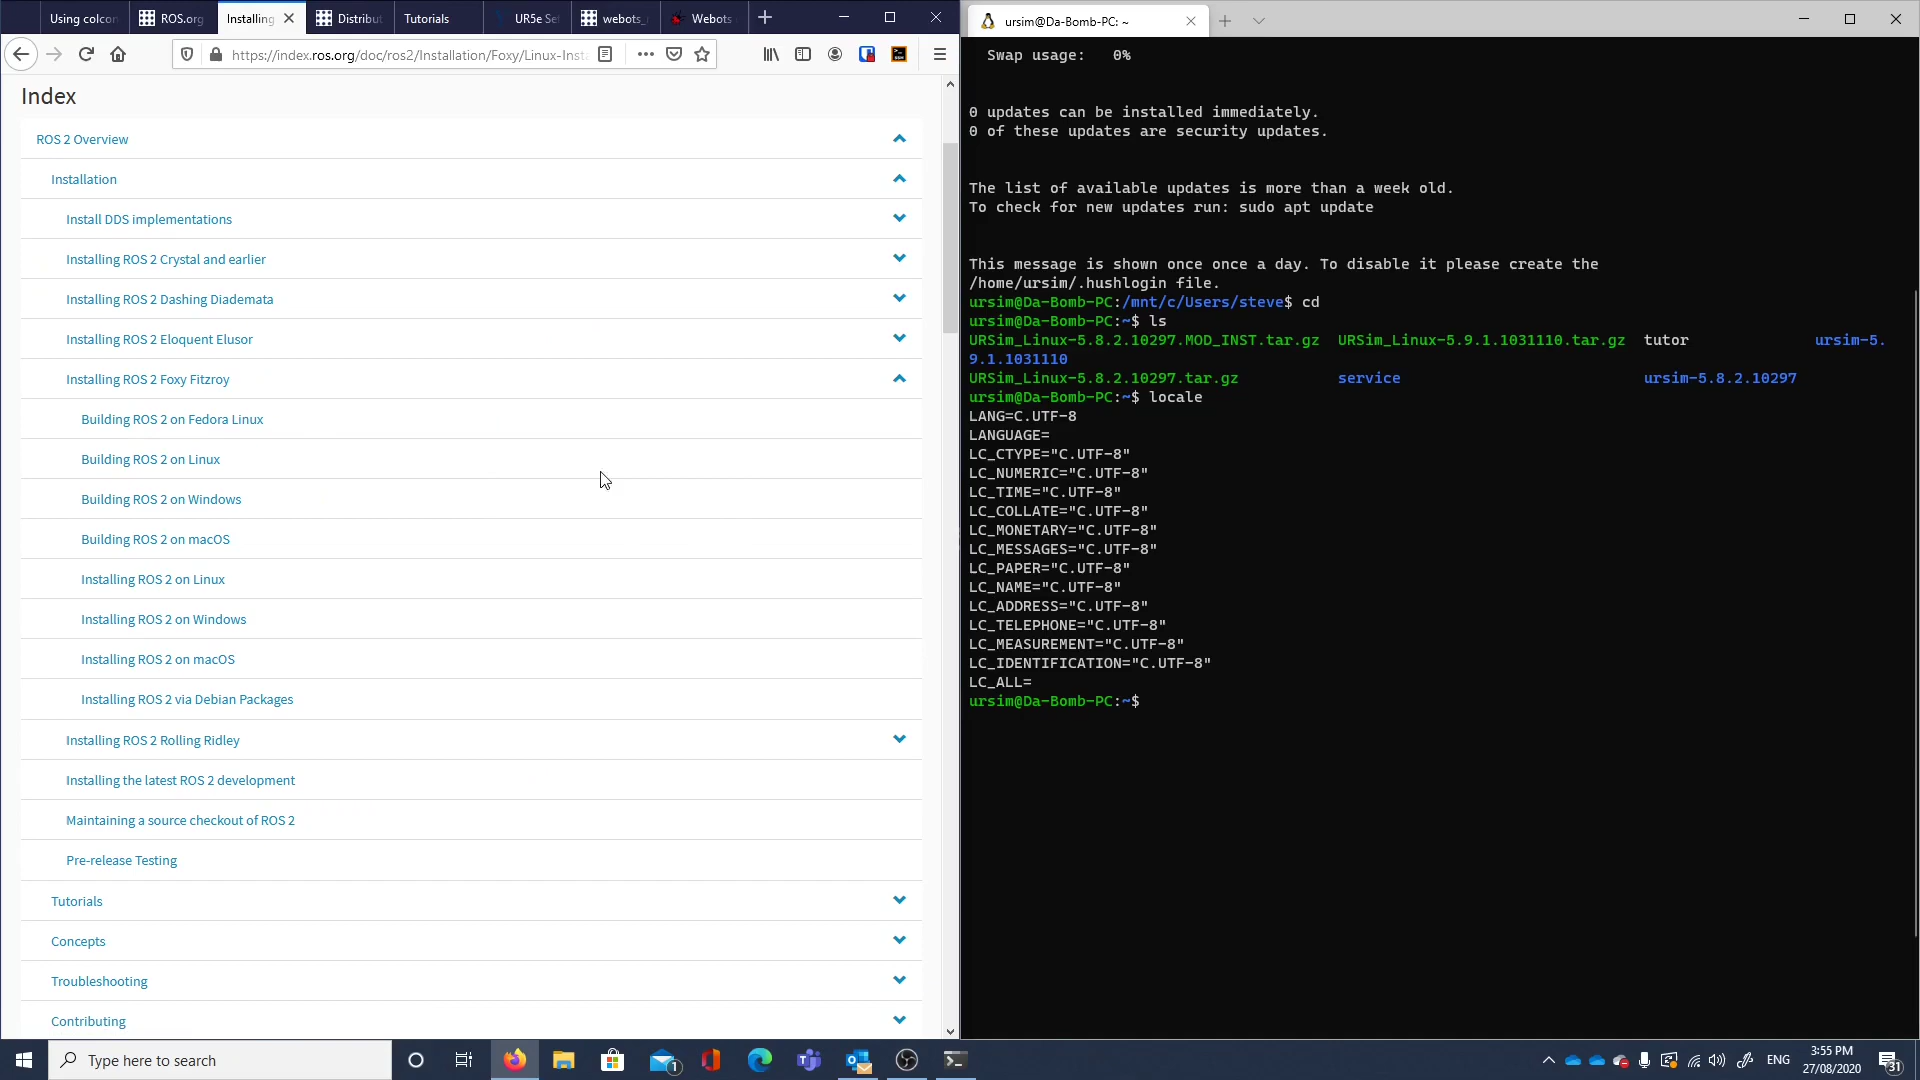 Using colcon
ROS.org
Installing
Distribut
Tutorials
UR5e Se
webots_
Webots
https://index.ros.org/doc/ros2/Installation/Foxy/Linux-Inst
Index
ROS 2 Overview
Installation
Install DDS implementations
Installing ROS 2 Crystal and earlier
Installing ROS 2 Dashing Diademata
Installing ROS 2 Eloquent Elusor
Installing ROS 2 Foxy Fitzroy
Building ROS 2 on Fedora Linux
Building ROS 2 on Linux
Building ROS 2 on Windows
Building ROS 2 on macOS
Installing ROS 2 on Linux
Installing ROS 2 on Windows
Installing ROS 2 on macOS
Installing ROS 2 via Debian Packages
Installing ROS 2 Rolling Ridley
Installing the latest ROS 2 development
Maintaining a source checkout of ROS 2
Pre-release Testing
Tutorials
Concepts
Troubleshooting
Contributing
ursim@Da-Bomb-PC: ~
Swap usage:   0%
0 updates can be installed immediately.
0 of these updates are security updates.
The list of available updates is more than a week old.
To check for new updates run: sudo apt update
This message is shown once once a day. To disable it please create the
/home/ursim/.hushlogin file.
ursim@Da-Bomb-PC:/mnt/c/Users/steve$ cd
ursim@Da-Bomb-PC:~$ ls
URSim_Linux-5.8.2.10297.MOD_INST.tar.gz  URSim_Linux-5.9.1.1031110.tar.gz  tutor  ursim-5.
9.1.1031110
URSim_Linux-5.8.2.10297.tar.gz  service  ursim-5.8.2.10297
ursim@Da-Bomb-PC:~$ locale
LANG=C.UTF-8
LANGUAGE=
LC_CTYPE="C.UTF-8"
LC_NUMERIC="C.UTF-8"
LC_TIME="C.UTF-8"
LC_COLLATE="C.UTF-8"
LC_MONETARY="C.UTF-8"
LC_MESSAGES="C.UTF-8"
LC_PAPER="C.UTF-8"
LC_NAME="C.UTF-8"
LC_ADDRESS="C.UTF-8"
LC_TELEPHONE="C.UTF-8"
LC_MEASUREMENT="C.UTF-8"
LC_IDENTIFICATION="C.UTF-8"
LC_ALL=
ursim@Da-Bomb-PC:~$
Type here to search
1
ENG
3:55 PM
27/08/2020
31